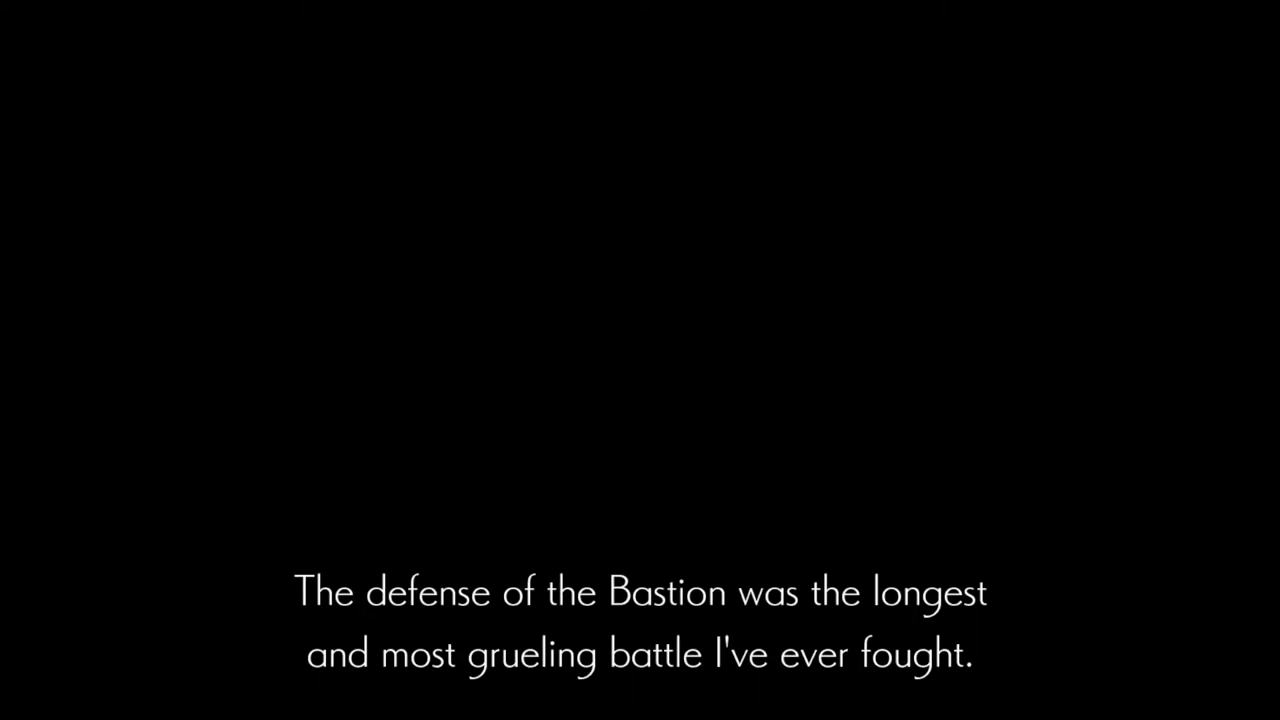 The defense of the Bastion was the longest
and most grueling battle I've ever fought.